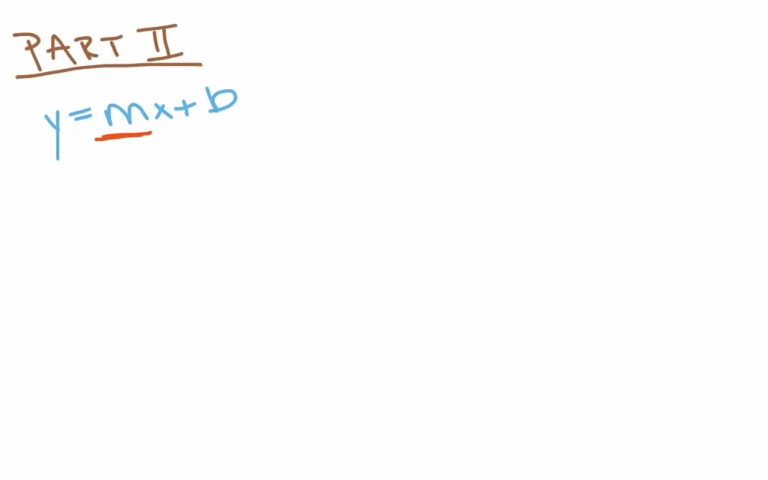 PART II
y = mx + b